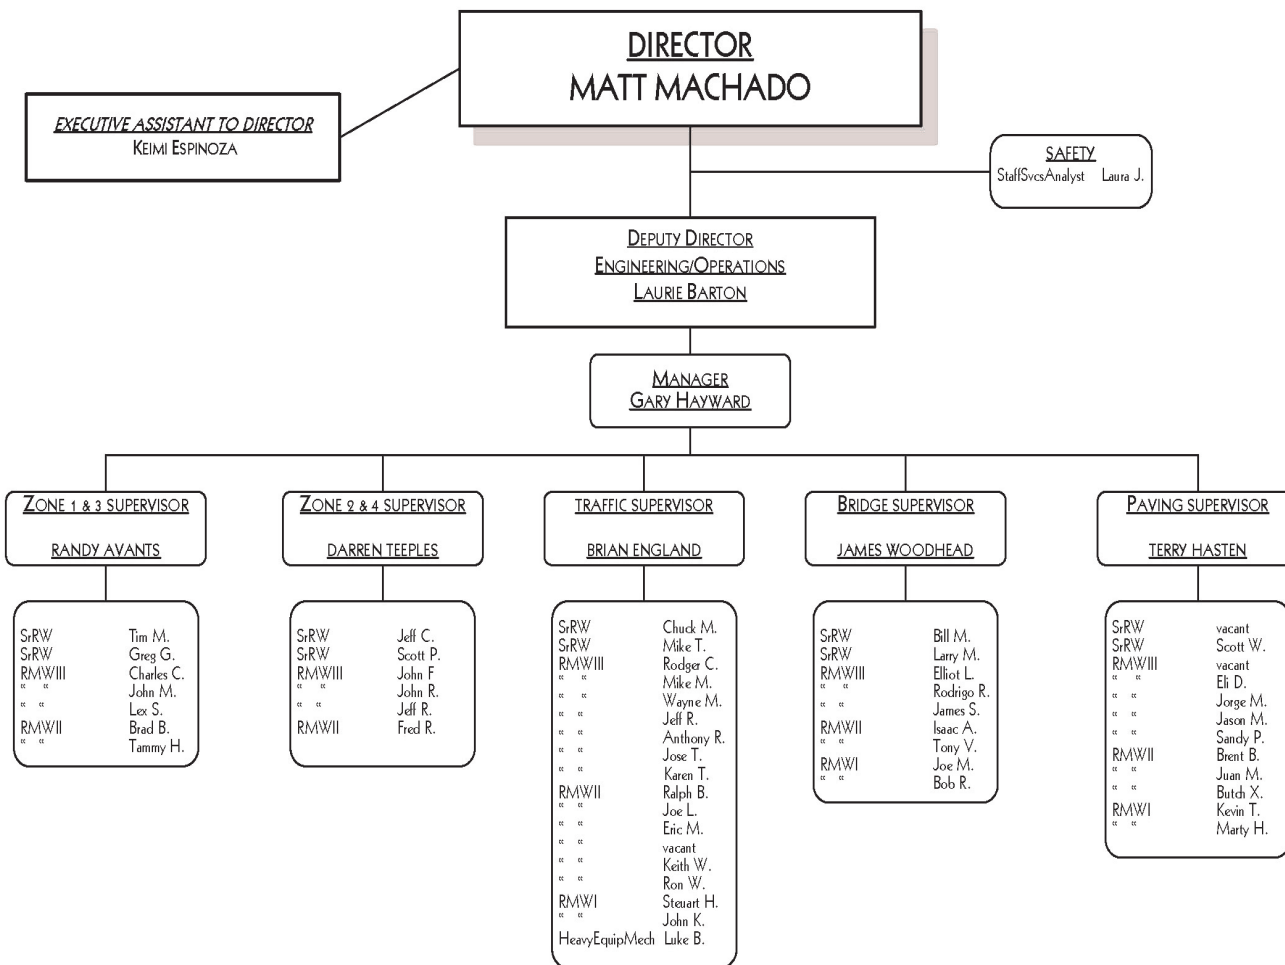 DIRECTOR
MATT MACHADO
EXECUTIVE ASSISTANT TO DIRECTOR
KEIMI ESPINOZA
SAFETY
StaffSvcsAnalyst Laura J.
DEPUTY DIRECTOR
ENGINEERING/OPERATIONS
LAURIE BARTON
MANAGER
GARY HAYWARD
ZONE 1 & 3 SUPERVISOR
RANDY AVANTS
SrRW Tim M.
SrRW Greg G.
RMWIII Charles C.
“ “ John M.
“ “ Lex S.
RMWII Brad B.
“ “ Tammy H.
ZONE 2 & 4 SUPERVISOR
DARREN TEEPLES
SrRW Jeff C.
SrRW Scott P.
RMWIII John F
“ “ John R.
“ “ Jeff R.
RMWII Fred R.
TRAFFIC SUPERVISOR
BRIAN ENGLAND
SrRW Chuck M.
SrRW Mike T.
RMWIII Rodger C.
“ “ Mike M.
“ “ Wayne M.
“ “ Jeff R.
“ “ Anthony R.
“ “ Jose T.
“ “ Karen T.
RMWII Ralph B.
“ “ Joe L.
“ “ Eric M.
“ “ vacant
“ “ Keith W.
“ “ Ron W.
RMWI Steuart H.
“ “ John K.
HeavyEquipMech Luke B.
BRIDGE SUPERVISOR
JAMES WOODHEAD
SrRW Bill M.
SrRW Larry M.
RMWIII Elliot L.
“ “ Rodrigo R.
“ “ James S.
RMWII Isaac A.
“ “ Tony V.
RMWI Joe M.
“ “ Bob R.
PAVING SUPERVISOR
TERRY HASTEN
SrRW vacant
SrRW Scott W.
RMWIII vacant
“ “ Eli D.
“ “ Jorge M.
“ “ Jason M.
“ “ Sandy P.
RMWII Brent B.
“ “ Juan M.
“ “ Butch X.
RMWI Kevin T.
“ “ Marty H.